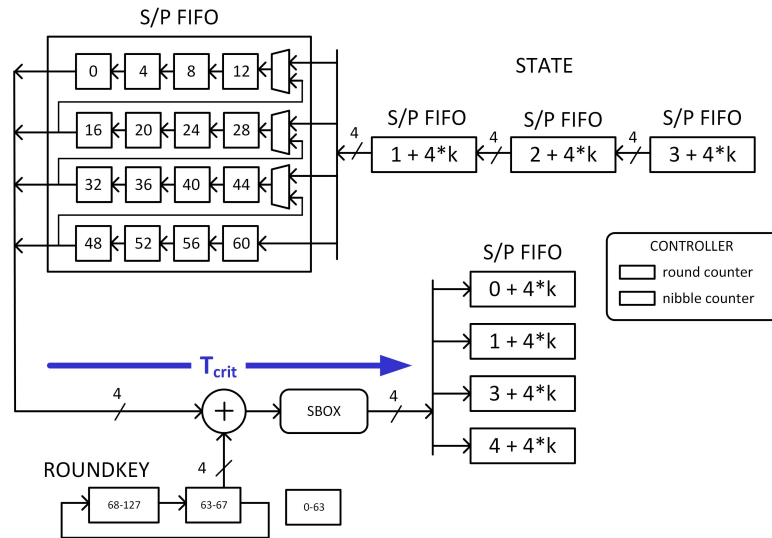 S/P FIFO
0 4 8 12
16 20 24 28
32 36 40 44
48 52 56 60
STATE
S/P FIFO S/P FIFO S/P FIFO
4 1 + 4*k 4 2 + 4*k 4 3 + 4*k
S/P FIFO
0 + 4*k
1 + 4*k
3 + 4*k
4 + 4*k
CONTROLLER
round counter
nibble counter
Tcrit
4 + SBOX 4
4
ROUNDKEY
68-127 63-67 0-63